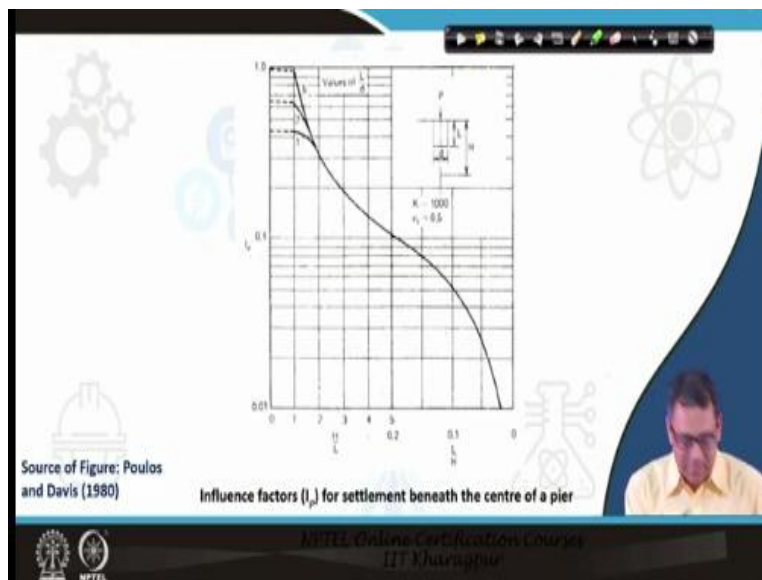 1.0
Values of L/d
P
L
H
d
K = 1000
νs = 0.5
0.1
0.01
0 1 2 3 4 5
0.2 0.1 0
H/L
L/H
Source of Figure: Poulos
and Davis (1980)
Influence factors (Iρ) for settlement beneath the centre of a pier
NPTEL Online Certification Courses
IIT Kharagpur
NPTEL